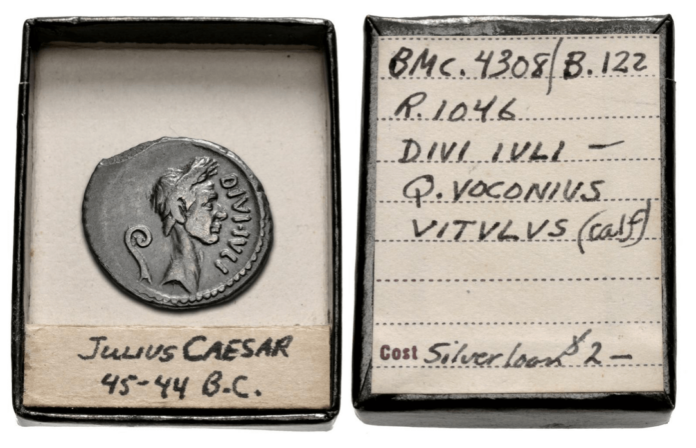 DIVI·IVLI
JULIUS CAESAR
45-44 B.C.
BMC. 4308/B. 122
R. 1046
DIVI IVLI —
Q. VOCONIUS
VITVLVS (calf)
Cost Silver loan $2 —